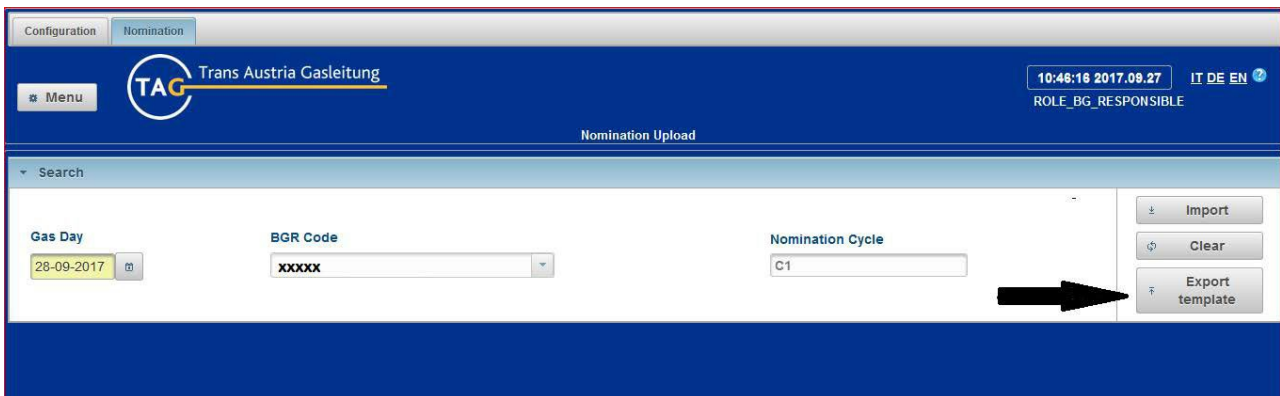 Configuration Nomination
TAG Trans Austria Gasleitung
Menu
10:46:16 2017.09.27 IT DE EN ?
ROLE_BG_RESPONSIBLE
Nomination Upload
Search
Import
Gas Day BGR Code Nomination Cycle
Clear
28-09-2017 xxxxx C1
Export
template